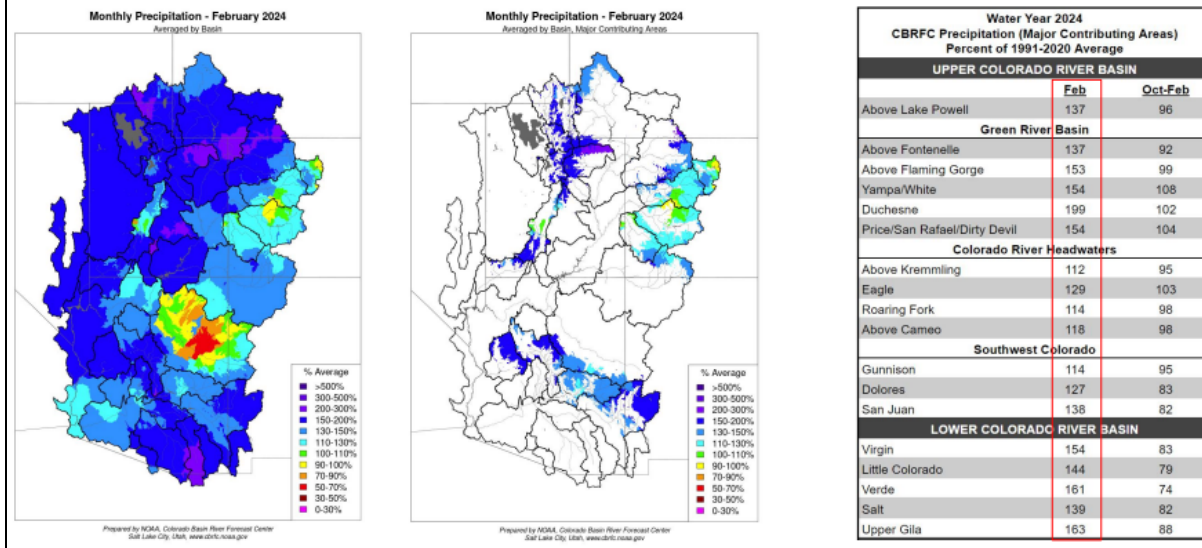 Monthly Precipitation - February 2024
Averaged by Basin
% Average
>500%
300-500%
200-300%
150-200%
130-150%
110-130%
100-110%
90-100%
70-90%
50-70%
30-50%
0-30%
Prepared by NOAA, Colorado Basin River Forecast Center
Salt Lake City, Utah, www.cbrfc.noaa.gov
Monthly Precipitation - February 2024
Averaged by Basin, Major Contributing Areas
% Average
>500%
300-500%
200-300%
150-200%
130-150%
110-130%
100-110%
90-100%
70-90%
50-70%
30-50%
0-30%
Prepared by NOAA, Colorado Basin River Forecast Center
Salt Lake City, Utah, www.cbrfc.noaa.gov
Water Year 2024
CBRFC Precipitation (Major Contributing Areas)
Percent of 1991-2020 Average
UPPER COLORADO RIVER BASIN
Feb Oct-Feb
Above Lake Powell 137 96
Green River Basin
Above Fontenelle 137 92
Above Flaming Gorge 153 99
Yampa/White 154 108
Duchesne 199 102
Price/San Rafael/Dirty Devil 154 104
Colorado River Headwaters
Above Kremmling 112 95
Eagle 129 103
Roaring Fork 114 98
Above Cameo 118 98
Southwest Colorado
Gunnison 114 95
Dolores 127 83
San Juan 138 82
LOWER COLORADO RIVER BASIN
Virgin 154 83
Little Colorado 144 79
Verde 161 74
Salt 139 82
Upper Gila 163 88